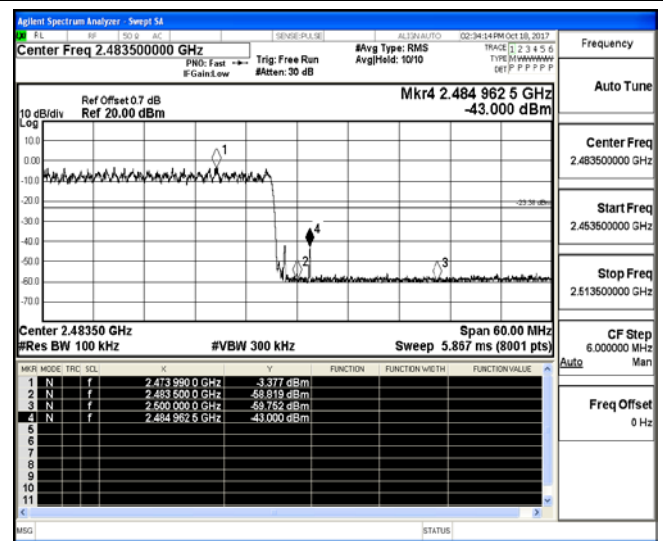 Agilent Spectrum Analyzer - Swept SA
RL RF 50 Ω AC SENSE:PULSE ALIGN AUTO 02:34:14 PM Oct 18, 2017
Center Freq 2.483500000 GHz #Avg Type: RMS TRACE 1 2 3 4 5 6
PNO: Fast Trig: Free Run Avg|Hold: 10/10 TYPE M WWWWW
IFGain:Low #Atten: 30 dB DET P P P P P P
Ref Offset 0.7 dB Mkr4 2.484 962 5 GHz
10 dB/div Ref 20.00 dBm -43.000 dBm
Log
10.0
1
0.00
-10.0
-20.0 -23.38 dBm
-30.0
4
-40.0
-50.0
2 3
-60.0
-70.0
Center 2.48350 GHz Span 60.00 MHz
#Res BW 100 kHz #VBW 300 kHz Sweep 5.867 ms (8001 pts)
MKR MODE TRC SCL X Y FUNCTION FUNCTION WIDTH FUNCTION VALUE
1 N f 2.473 990 0 GHz -3.377 dBm
2 N f 2.483 500 0 GHz -58.819 dBm
3 N f 2.500 000 0 GHz -59.752 dBm
4 N f 2.484 962 5 GHz -43.000 dBm
5
6
7
8
9
10
11
MSG STATUS
Frequency
Auto Tune
Center Freq
2.483500000 GHz
Start Freq
2.453500000 GHz
Stop Freq
2.513500000 GHz
CF Step
6.000000 MHz
Auto Man
Freq Offset
0 Hz